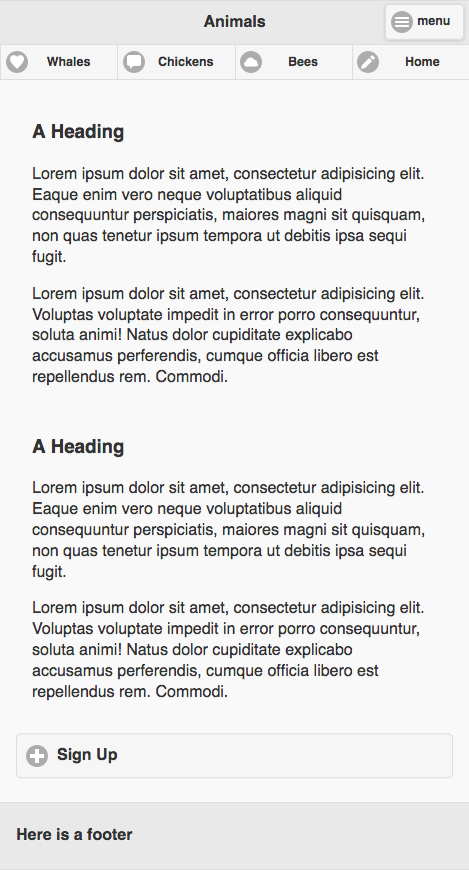 Animals
menu
Whales
Chickens
Bees
Home
A Heading
Lorem ipsum dolor sit amet, consectetur adipisicing elit.
Eaque enim vero neque voluptatibus aliquid
consequuntur perspiciatis, maiores magni sit quisquam,
non quas tenetur ipsum tempora ut debitis ipsa sequi
fugit.
Lorem ipsum dolor sit amet, consectetur adipisicing elit.
Voluptas voluptate impedit in error porro consequuntur,
soluta animi! Natus dolor cupiditate explicabo
accusamus perferendis, cumque officia libero est
repellendus rem. Commodi.
A Heading
Lorem ipsum dolor sit amet, consectetur adipisicing elit.
Eaque enim vero neque voluptatibus aliquid
consequuntur perspiciatis, maiores magni sit quisquam,
non quas tenetur ipsum tempora ut debitis ipsa sequi
fugit.
Lorem ipsum dolor sit amet, consectetur adipisicing elit.
Voluptas voluptate impedit in error porro consequuntur,
soluta animi! Natus dolor cupiditate explicabo
accusamus perferendis, cumque officia libero est
repellendus rem. Commodi.
Sign Up
Here is a footer